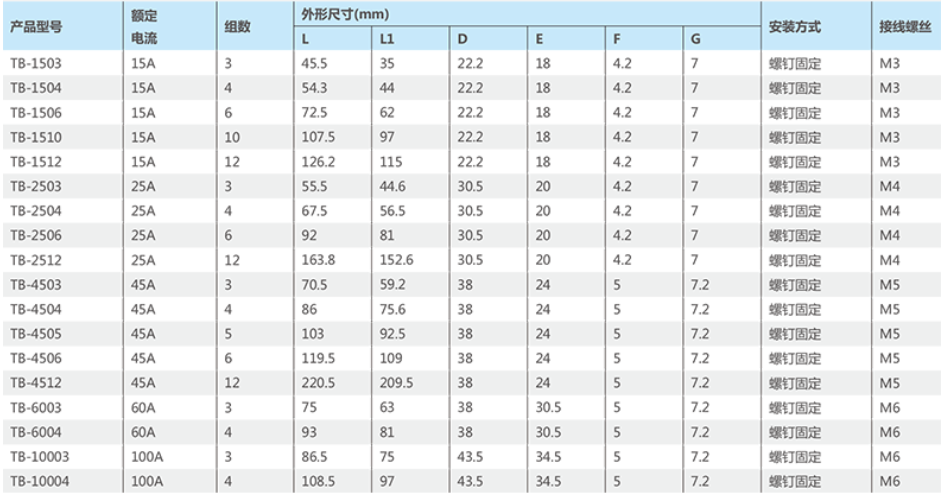 产品型号 额定电流 组数 外形尺寸(mm) 安装方式 接线螺丝
L L1 D E F G
TB-1503 15A 3 45.5 35 22.2 18 4.2 7 螺钉固定 M3
TB-1504 15A 4 54.3 44 22.2 18 4.2 7 螺钉固定 M3
TB-1506 15A 6 72.5 62 22.2 18 4.2 7 螺钉固定 M3
TB-1510 15A 10 107.5 97 22.2 18 4.2 7 螺钉固定 M3
TB-1512 15A 12 126.2 115 22.2 18 4.2 7 螺钉固定 M3
TB-2503 25A 3 55.5 44.6 30.5 20 4.2 7 螺钉固定 M4
TB-2504 25A 4 67.5 56.5 30.5 20 4.2 7 螺钉固定 M4
TB-2506 25A 6 92 81 30.5 20 4.2 7 螺钉固定 M4
TB-2512 25A 12 163.8 152.6 30.5 20 4.2 7 螺钉固定 M4
TB-4503 45A 3 70.5 59.2 38 24 5 7.2 螺钉固定 M5
TB-4504 45A 4 86 75.6 38 24 5 7.2 螺钉固定 M5
TB-4505 45A 5 103 92.5 38 24 5 7.2 螺钉固定 M5
TB-4506 45A 6 119.5 109 38 24 5 7.2 螺钉固定 M5
TB-4512 45A 12 220.5 209.5 38 24 5 7.2 螺钉固定 M5
TB-6003 60A 3 75 63 38 30.5 5 7.2 螺钉固定 M6
TB-6004 60A 4 93 81 38 30.5 5 7.2 螺钉固定 M6
TB-10003 100A 3 86.5 75 43.5 34.5 5 7.2 螺钉固定 M6
TB-10004 100A 4 108.5 97 43.5 34.5 5 7.2 螺钉固定 M6